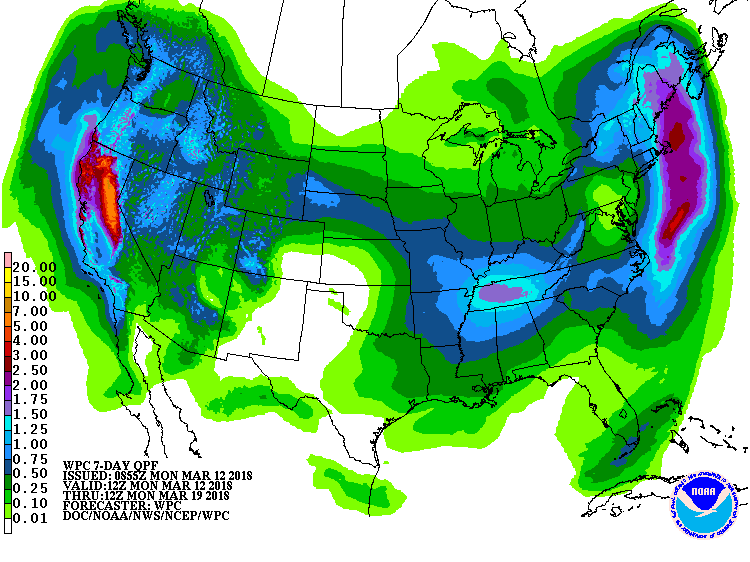 20.00
15.00
10.00
7.00
5.00
4.00
3.00
2.50
2.00
1.75
1.50
1.25
1.00
0.75
0.50
0.25
0.10
0.01
WPC 7-DAY QPF
ISSUED: 0855Z MON MAR 12 2018
VALID:12Z MON MAR 12 2018
THRU:12Z MON MAR 19 2018
FORECASTER: WPC
DOC/NOAA/NWS/NCEP/WPC
NOAA